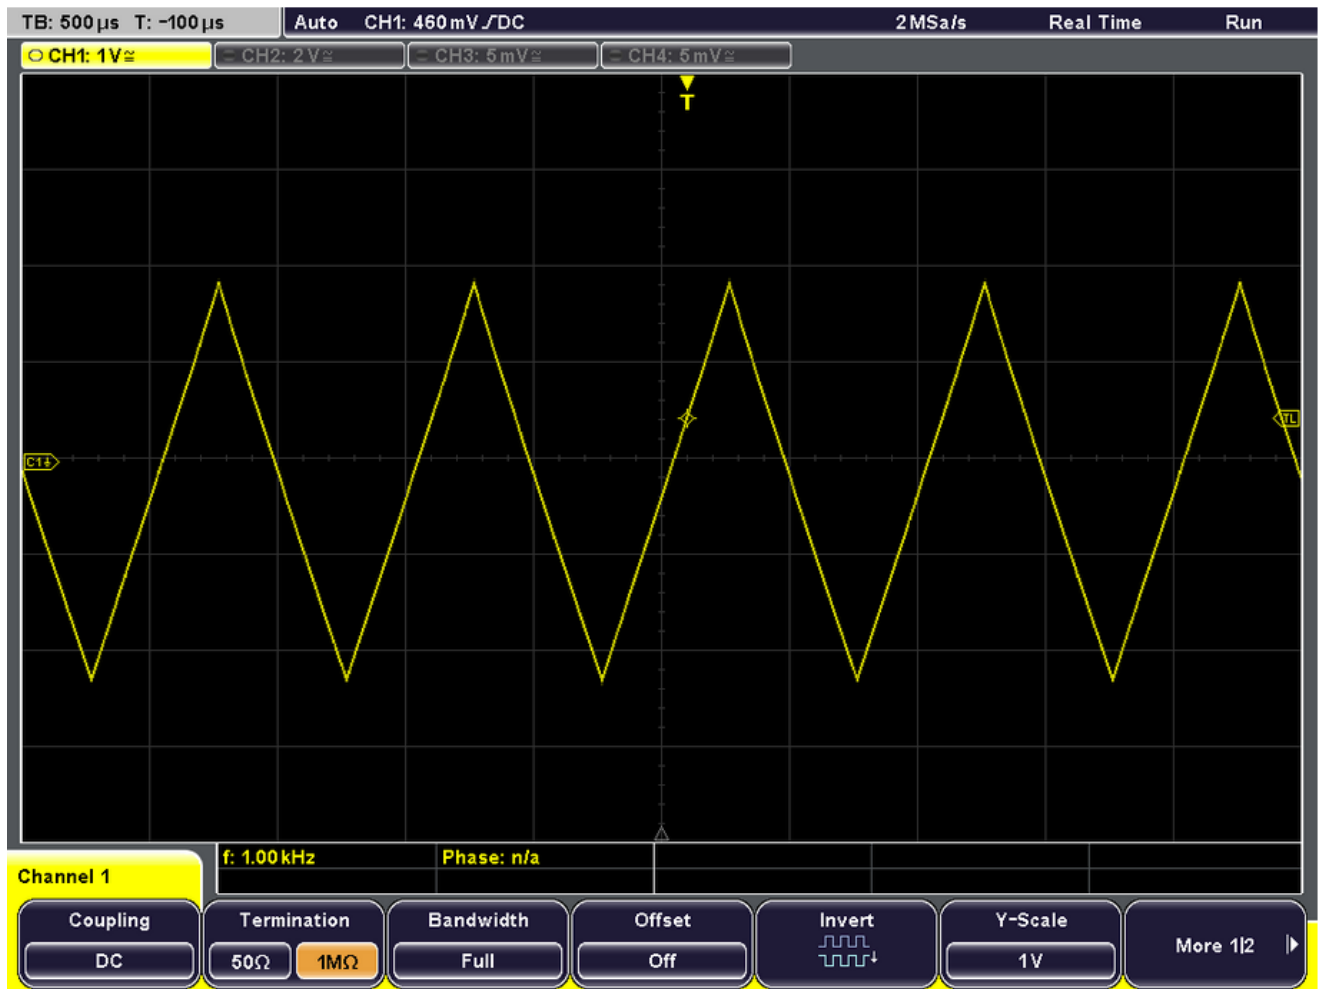 TB: 500 µs T: -100 µs Auto CH1: 460 mV DC 2 MSa/s Real Time Run
CH1: 1 V≅ CH2: 2 V≅ CH3: 5 mV≅ CH4: 5 mV≅
T
TL
C1
f: 1.00 kHz Phase: n/a
Channel 1
Coupling Termination Bandwidth Offset Invert Y-Scale More 1|2
DC 50Ω 1MΩ Full Off 1 V